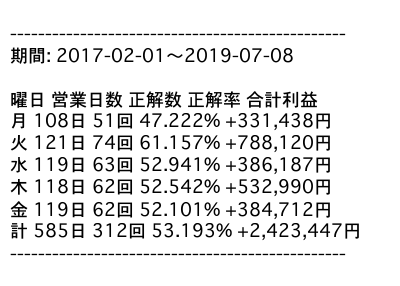 ------------------------------------------------
期間: 2017-02-01〜2019-07-08
曜日 営業日数 正解数 正解率 合計利益
月 108日 51回 47.222% +331,438円
火 121日 74回 61.157% +788,120円
水 119日 63回 52.941% +386,187円
木 118日 62回 52.542% +532,990円
金 119日 62回 52.101% +384,712円
計 585日 312回 53.193% +2,423,447円
------------------------------------------------